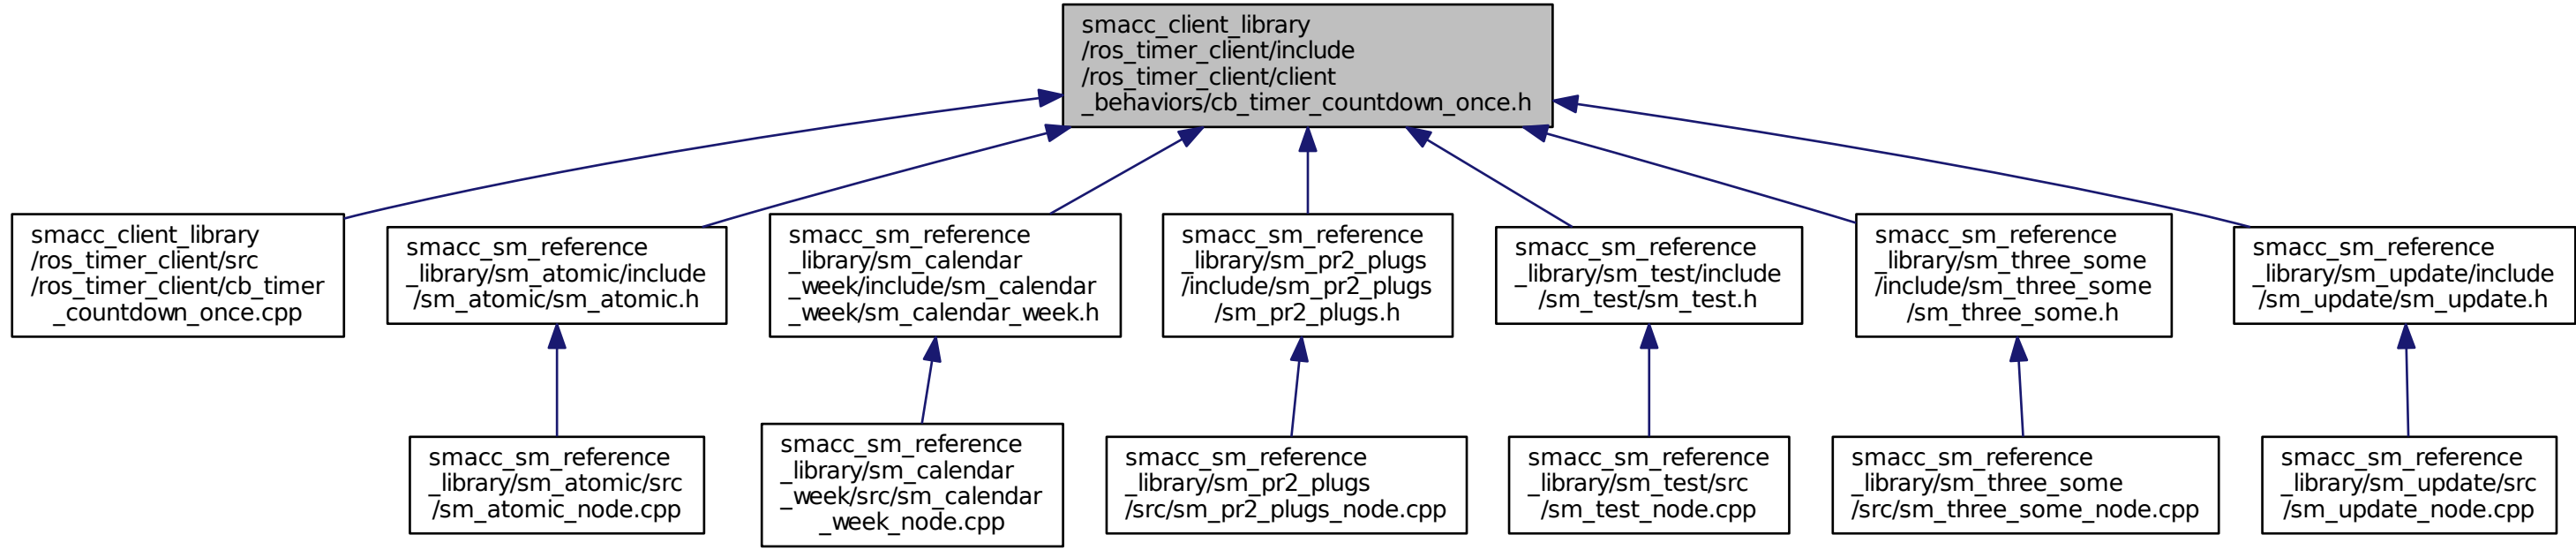 smacc_client_library
/ros_timer_client/include
/ros_timer_client/client
_behaviors/cb_timer_countdown_once.h
smacc_client_library
/ros_timer_client/src
/ros_timer_client/cb_timer
_countdown_once.cpp
smacc_sm_reference
_library/sm_atomic/include
/sm_atomic/sm_atomic.h
smacc_sm_reference
_library/sm_calendar
_week/include/sm_calendar
_week/sm_calendar_week.h
smacc_sm_reference
_library/sm_pr2_plugs
/include/sm_pr2_plugs
/sm_pr2_plugs.h
smacc_sm_reference
_library/sm_test/include
/sm_test/sm_test.h
smacc_sm_reference
_library/sm_three_some
/include/sm_three_some
/sm_three_some.h
smacc_sm_reference
_library/sm_update/include
/sm_update/sm_update.h
smacc_sm_reference
_library/sm_atomic/src
/sm_atomic_node.cpp
smacc_sm_reference
_library/sm_calendar
_week/src/sm_calendar
_week_node.cpp
smacc_sm_reference
_library/sm_pr2_plugs
/src/sm_pr2_plugs_node.cpp
smacc_sm_reference
_library/sm_test/src
/sm_test_node.cpp
smacc_sm_reference
_library/sm_three_some
/src/sm_three_some_node.cpp
smacc_sm_reference
_library/sm_update/src
/sm_update_node.cpp